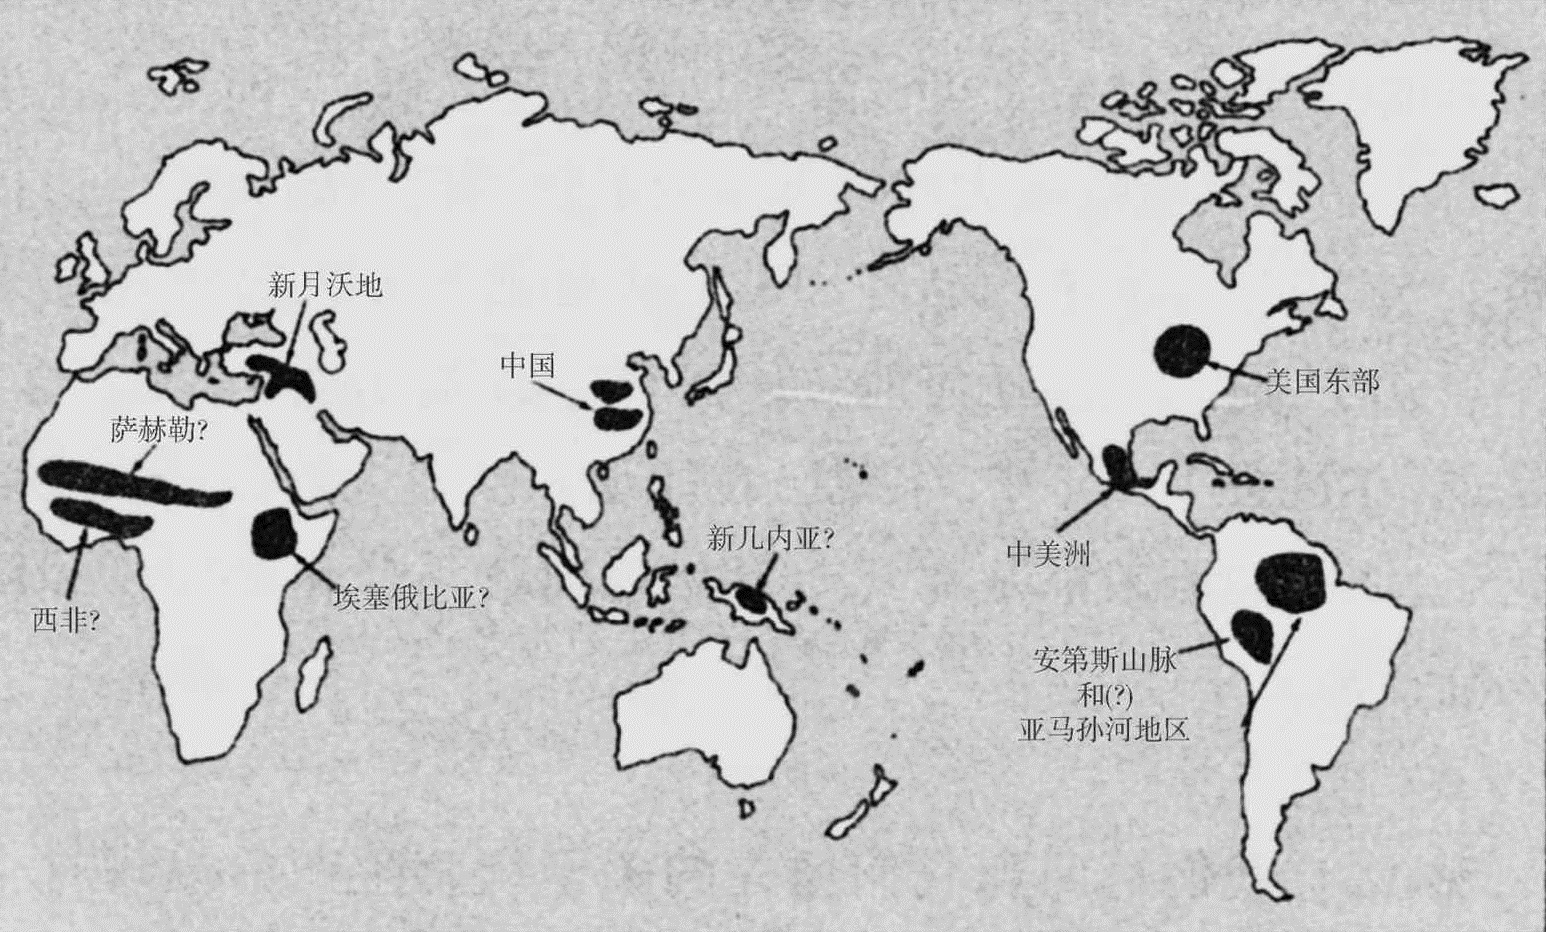 新月沃地
中国
美国东部
萨赫勒?
新几内亚?
中美洲
埃塞俄比亚?
西非?
安第斯山脉
和(?)
亚马孙河地区